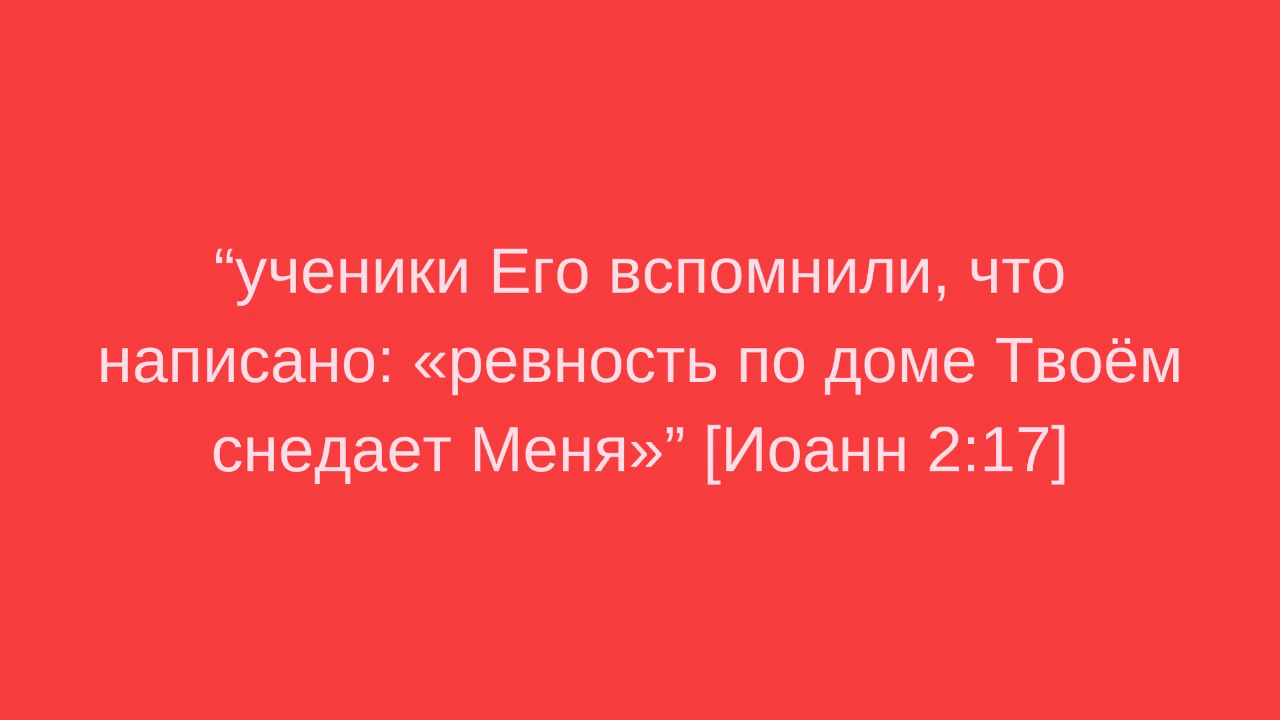 “ученики Его вспомнили, что
написано: «ревность по доме Твоём
снедает Меня»” [Иоанн 2:17]